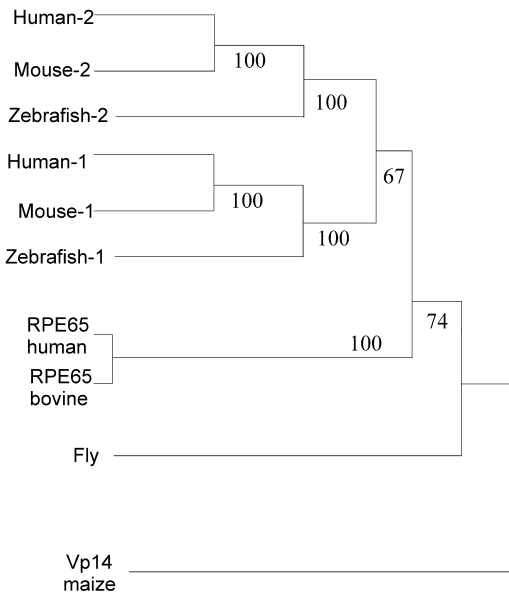 Human-2
Mouse-2
100
Zebrafish-2
100
Human-1
67
Mouse-1
100
Zebrafish-1
100
RPE65
human
74
100
RPE65
bovine
Fly
Vp14
maize